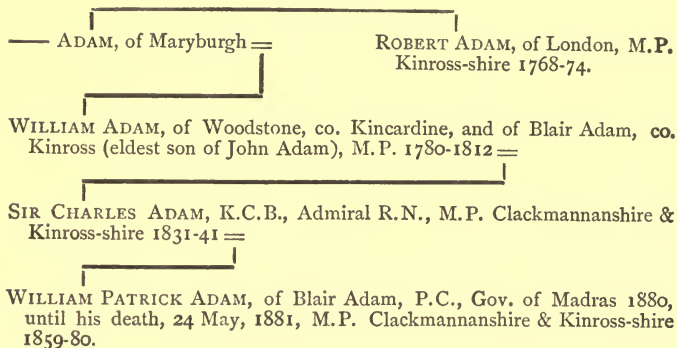 — ADAM, of Maryburgh =
ROBERT ADAM, of London, M.P.
Kinross-shire 1768-74.
WILLIAM ADAM, of Woodstone, co. Kincardine, and of Blair Adam, co.
Kinross (eldest son of John Adam), M.P. 1780-1812 =
SIR CHARLES ADAM, K.C.B., Admiral R.N., M.P. Clackmannanshire &
Kinross-shire 1831-41 =
WILLIAM PATRICK ADAM, of Blair Adam, P.C., Gov. of Madras 1880,
until his death, 24 May, 1881, M.P. Clackmannanshire & Kinross-shire
1859-80.